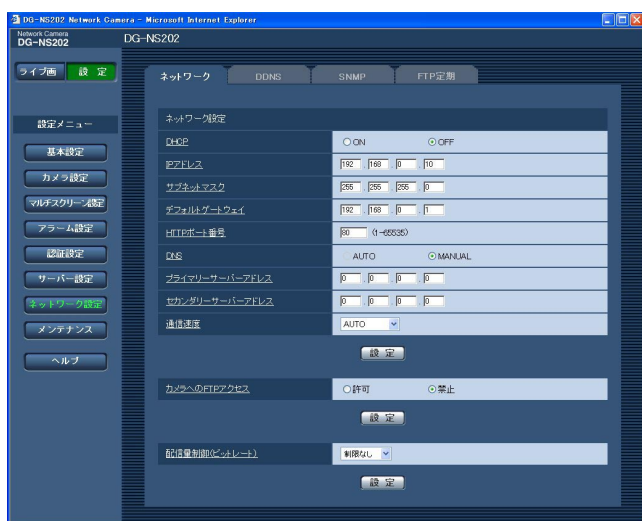 DG-NS202 Network Camera - Microsoft Internet Explorer
Network Camera
DG-NS202
DG-NS202
ライブ画 設 定
ネットワーク DDNS SNMP FTP定期
設定メニュー
基本設定
カメラ設定
マルチスクリーン設定
アラーム設定
認証設定
サーバー設定
ネットワーク設定
メンテナンス
ヘルプ
ネットワーク設定
DHCP ON OFF
IPアドレス 192 . 168 . 0 . 10
サブネットマスク 255 . 255 . 255 . 0
デフォルトゲートウェイ 192 . 168 . 0 . 1
HTTPポート番号 80 (1-65535)
DNS AUTO MANUAL
プライマリーサーバーアドレス 0 . 0 . 0 . 0
セカンダリーサーバーアドレス 0 . 0 . 0 . 0
通信速度 AUTO
設 定
カメラへのFTPアクセス 許可 禁止
設 定
配信量制御(ビットレート) 制限なし
設 定